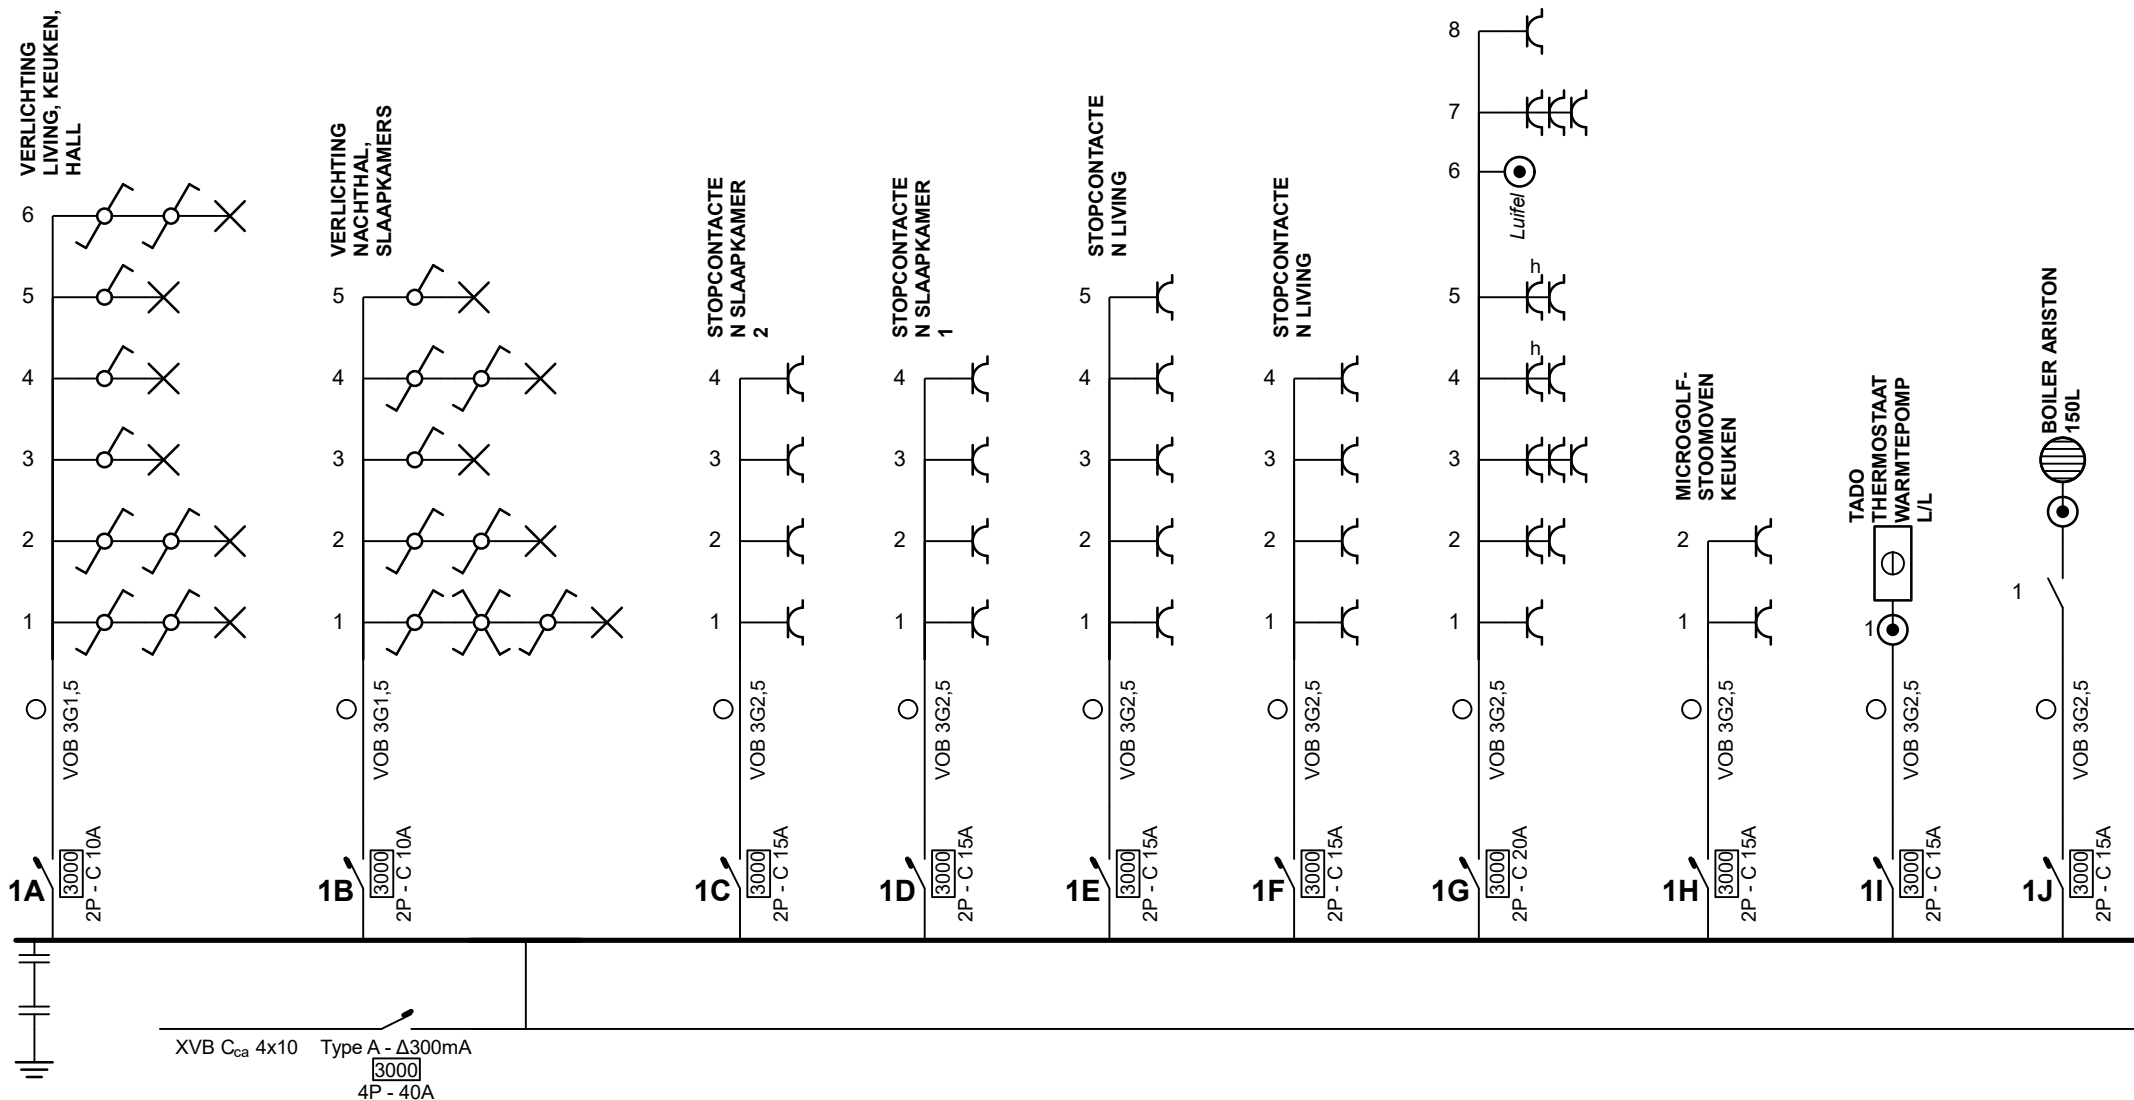 VERLICHTING
LIVING, KEUKEN,
HALL
6
5
4
3
2
1
VOB 3G1,5
1A
3000
2P - C 10A
VERLICHTING
NACHTHAL,
SLAAPKAMERS
5
4
3
2
1
VOB 3G1,5
1B
3000
2P - C 10A
STOPCONTACTE
N SLAAPKAMER
2
4
3
2
1
VOB 3G2,5
1C
3000
2P - C 15A
STOPCONTACTE
N SLAAPKAMER
1
4
3
2
1
VOB 3G2,5
1D
3000
2P - C 15A
STOPCONTACTE
N LIVING
5
4
3
2
1
VOB 3G2,5
1E
3000
2P - C 15A
STOPCONTACTE
N LIVING
4
3
2
1
VOB 3G2,5
1F
3000
2P - C 15A
8
7
6
Luifel
h
5
h
4
3
2
1
VOB 3G2,5
1G
3000
2P - C 20A
MICROGOLF-
STOOMOVEN
KEUKEN
2
1
VOB 3G2,5
1H
3000
2P - C 15A
TADO
THERMOSTAAT
WARMTEPOMP
L/L
1
VOB 3G2,5
1I
3000
2P - C 15A
BOILER ARISTON
150L
1
VOB 3G2,5
1J
3000
2P - C 15A
XVB Cca 4x10
Type A - Δ300mA
3000
4P - 40A